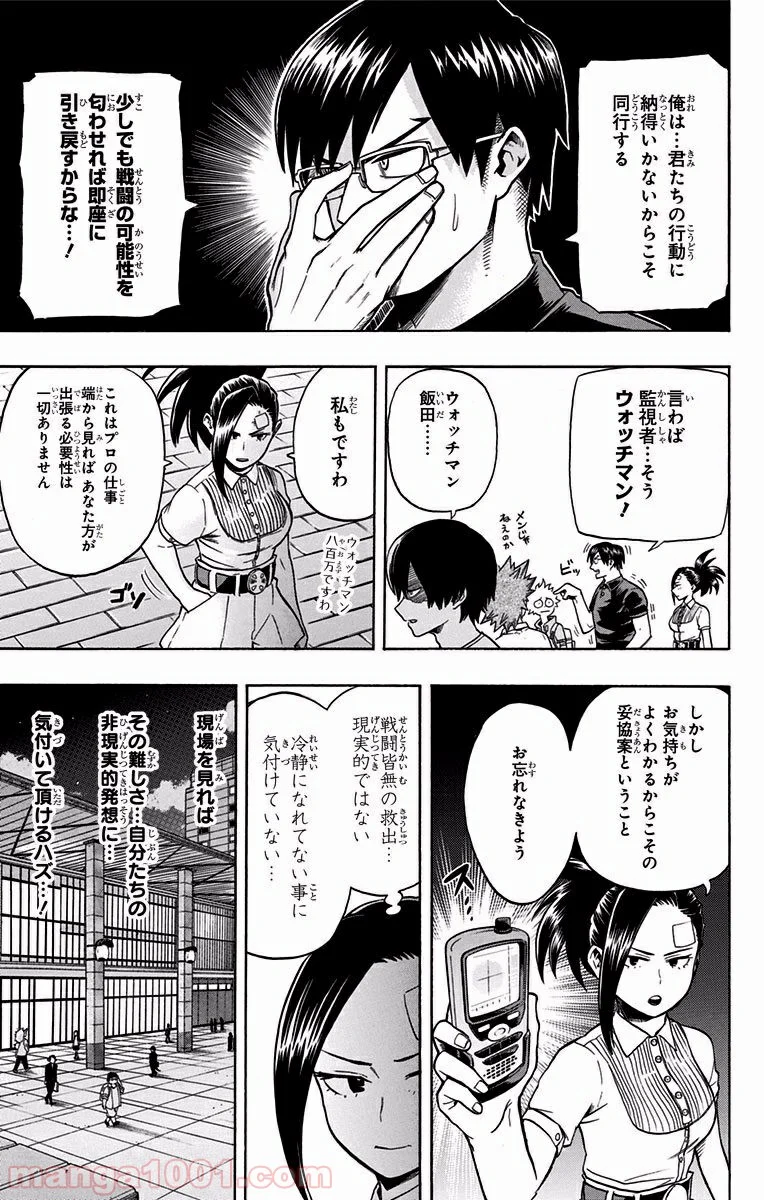 俺は…君たちの行動に
納得いかないからこそ
同行する
少しでも戦闘の可能性を
匂わせれば即座に
引き戻すからな…!
言わば
監視者…そう
ウォッチマン!
ビッ
メンじゃ
ねえのか
ウォッチマン
飯田……
私もですわ
ウォッチマン
八百万ですわ
これはプロの仕事
端から見れば あなた方が
出張る必要性は
一切ありません
ゴソ
しかし
お気持ちが
よくわかるからこその
妥協案ということ
お忘れなきよう
戦闘皆無の救出…
現実的ではない
冷静になれてない事に
気付けていない…
現場を見れば
その難しさ…自分たちの
非現実的発想に…
気付いて頂けるハズ…!
manga1001.com